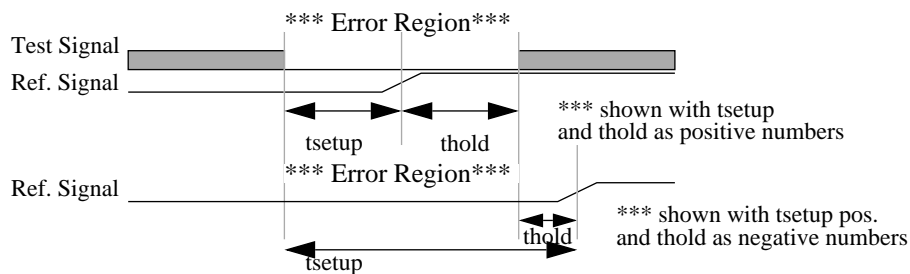 *** Error Region***
Test Signal
Ref. Signal
*** shown with tsetup
and thold as positive numbers
tsetup
thold
*** Error Region***
Ref. Signal
*** shown with tsetup pos.
and thold as negative numbers
thold
tsetup